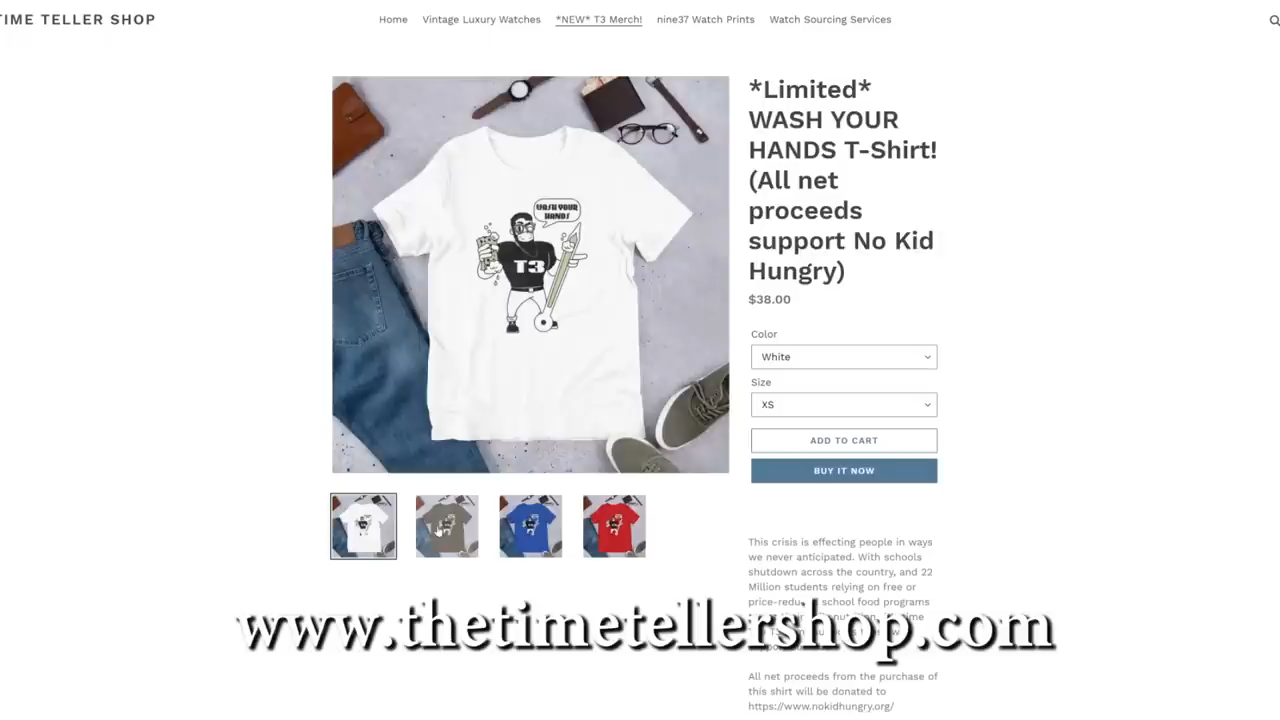 TIME TELLER SHOP
Home
Vintage Luxury Watches
*NEW* T3 Merch!
nine37 Watch Prints
Watch Sourcing Services
*Limited*
WASH YOUR
HANDS T-Shirt!
(All net
proceeds
support No Kid
Hungry)
$38.00
Color
White
Size
XS
ADD TO CART
BUY IT NOW
WASH YOUR
HANDS
T3
This crisis is effecting people in ways
we never anticipated. With schools
shutdown across the country, and 22
Million students relying on free or
school food programs
www.thetimetellershop.com
All net proceeds from the purchase of
this shirt will be donated to
https://www.nokidhungry.org/